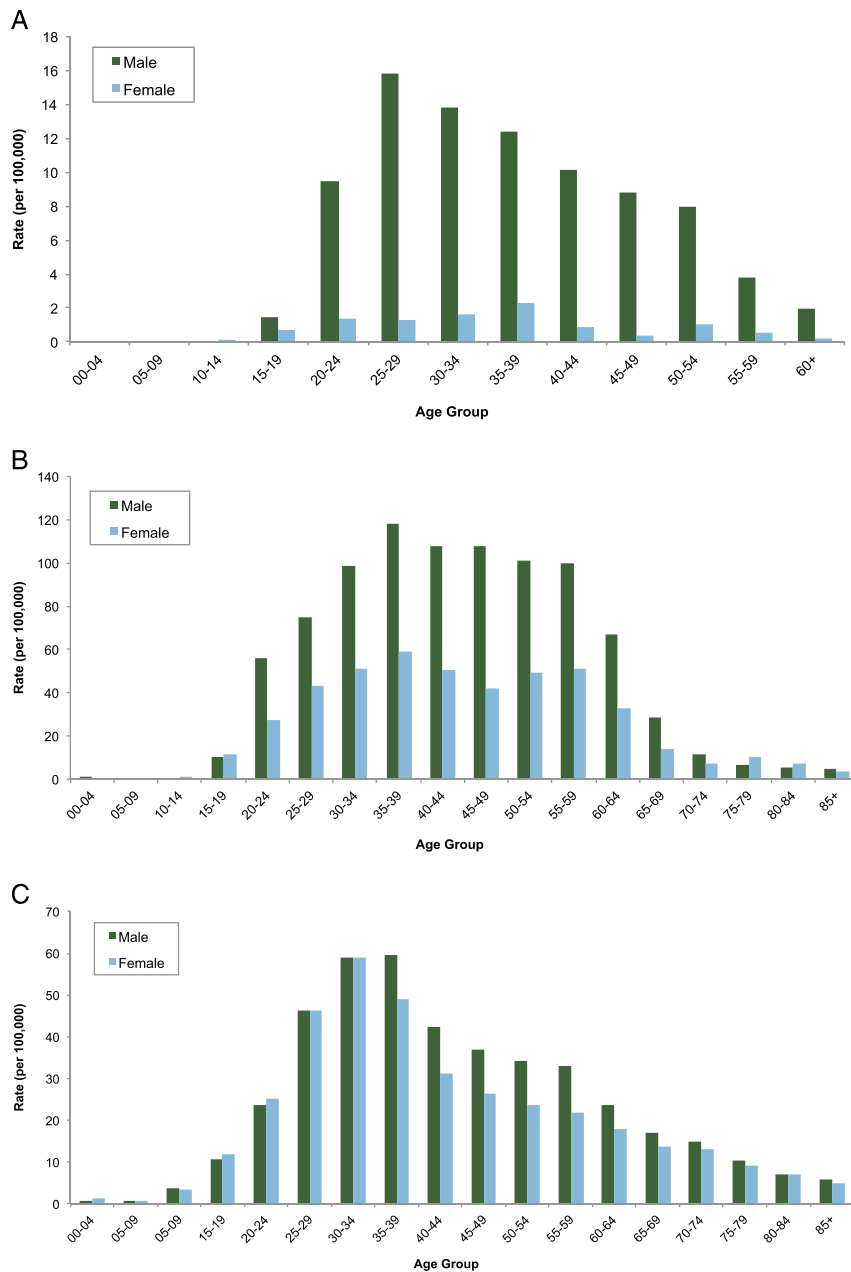 A
18
16
14
12
10
8
6
4
2
0
Rate (per 100,000)
Male
Female
00-04 05-09 10-14 15-19 20-24 25-29 30-34 35-39 40-44 45-49 50-54 55-59 60+
Age Group
B
140
120
100
80
60
40
20
0
Rate (per 100,000)
Male
Female
00-04 05-09 10-14 15-19 20-24 25-29 30-34 35-39 40-44 45-49 50-54 55-59 60-64 65-69 70-74 75-79 80-84 85+
Age Group
C
70
60
50
40
30
20
10
0
Rate (per 100,000)
Male
Female
00-04 05-09 05-09 15-19 20-24 25-29 30-34 35-39 40-44 45-49 50-54 55-59 60-64 65-69 70-74 75-79 80-84 85+
Age Group